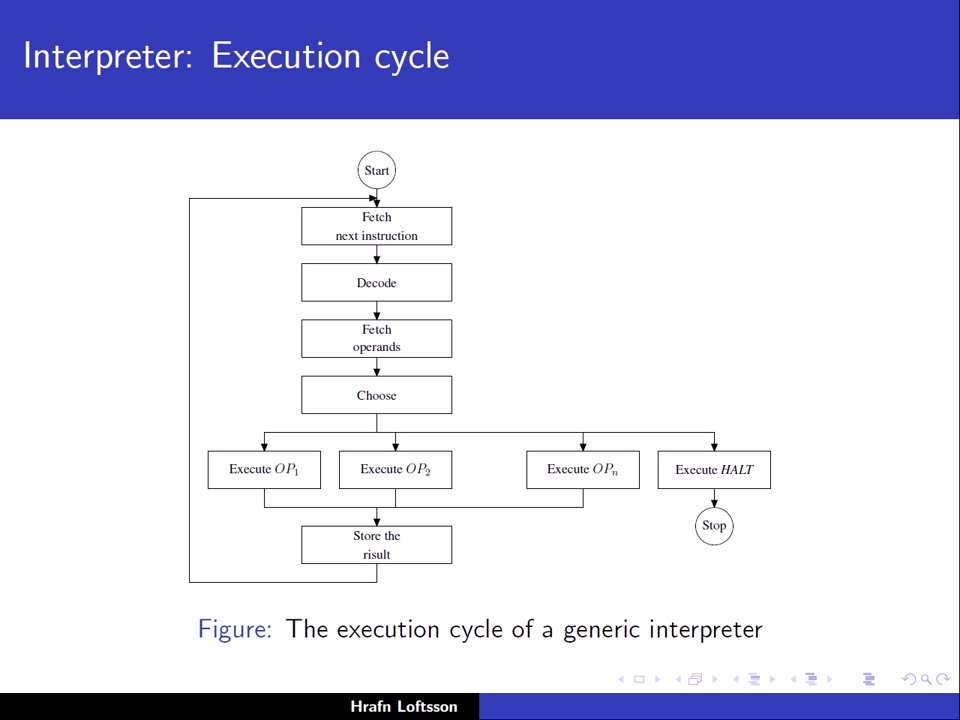 Interpreter: Execution cycle
Start
Fetch
next instruction
Decode
Fetch
operands
Choose
Execute OP₁
Execute OP₂
Execute OPₙ
Execute HALT
Stop
Store the
risult
Figure: The execution cycle of a generic interpreter
Hrafn Loftsson